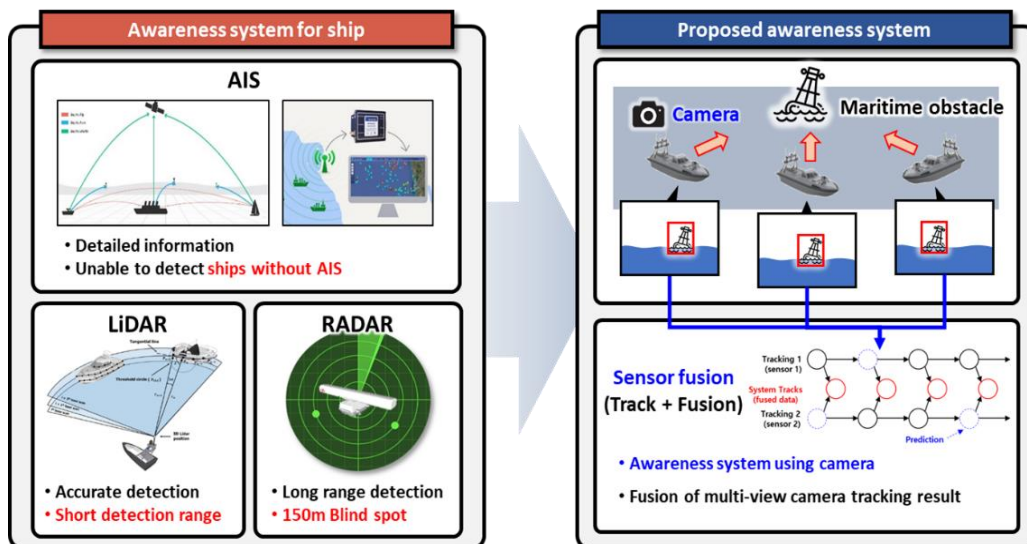 Awareness system for ship
AIS
• Detailed information
• Unable to detect ships without AIS
LiDAR
Tangential line
• Accurate detection
• Short detection range
RADAR
• Long range detection
• 150m Blind spot
Proposed awareness system
Camera
Maritime obstacle
Sensor fusion
(Track + Fusion)
Tracking 1
(sensor 1)
System Tracks
(fused data)
Tracking 2
(sensor 2)
Prediction
• Awareness system using camera
• Fusion of multi-view camera tracking result